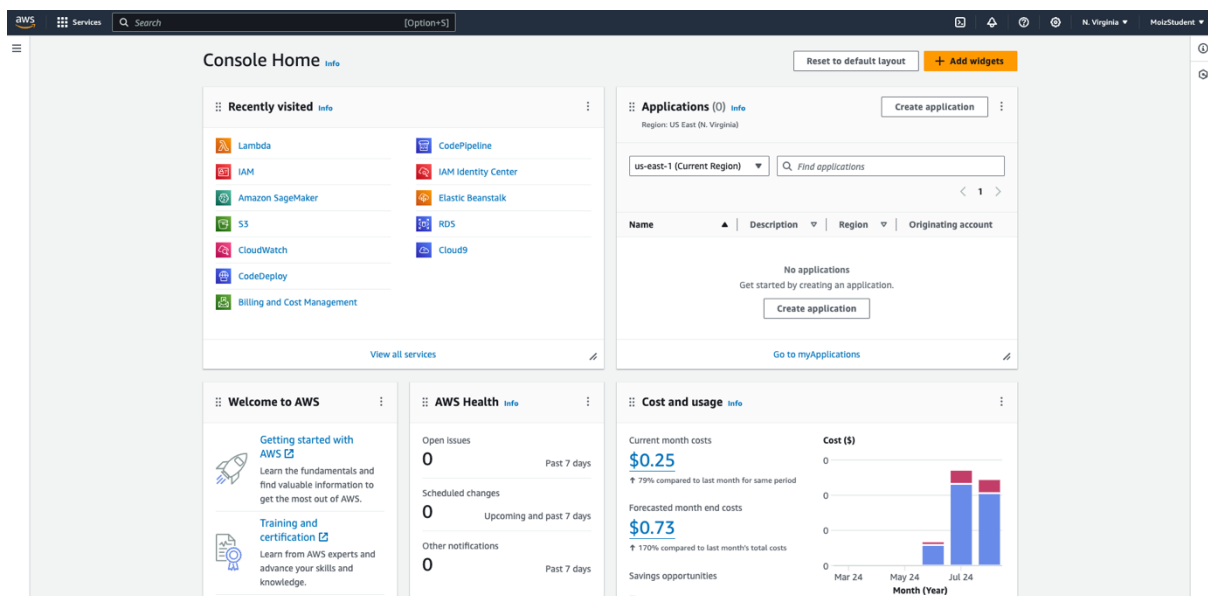 aws Services Search [Option+S] N. Virginia ▼ MoizStudent ▼
Console Home Info
Reset to default layout
+ Add widgets
Recently visited Info
Lambda
IAM
Amazon SageMaker
S3
CloudWatch
CodeDeploy
Billing and Cost Management
CodePipeline
IAM Identity Center
Elastic Beanstalk
RDS
Cloud9
View all services
Applications (0) Info
Region: US East (N. Virginia)
Create application
us-east-1 (Current Region) ▼
Find applications
< 1 >
Name ▲ Description ▽ Region ▽ Originating account
No applications
Get started by creating an application.
Create application
Go to myApplications
Welcome to AWS
Getting started with
AWS
Learn the fundamentals and
find valuable information to
get the most out of AWS.
Training and
certification
Learn from AWS experts and
advance your skills and
knowledge.
AWS Health Info
Open issues
0 Past 7 days
Scheduled changes
0 Upcoming and past 7 days
Other notifications
0 Past 7 days
Cost and usage Info
Current month costs
$0.25
↑ 79% compared to last month for same period
Forecasted month end costs
$0.73
↑ 170% compared to last month's total costs
Savings opportunities
Cost ($)
0
0
0
0
Mar 24 May 24 Jul 24
Month (Year)